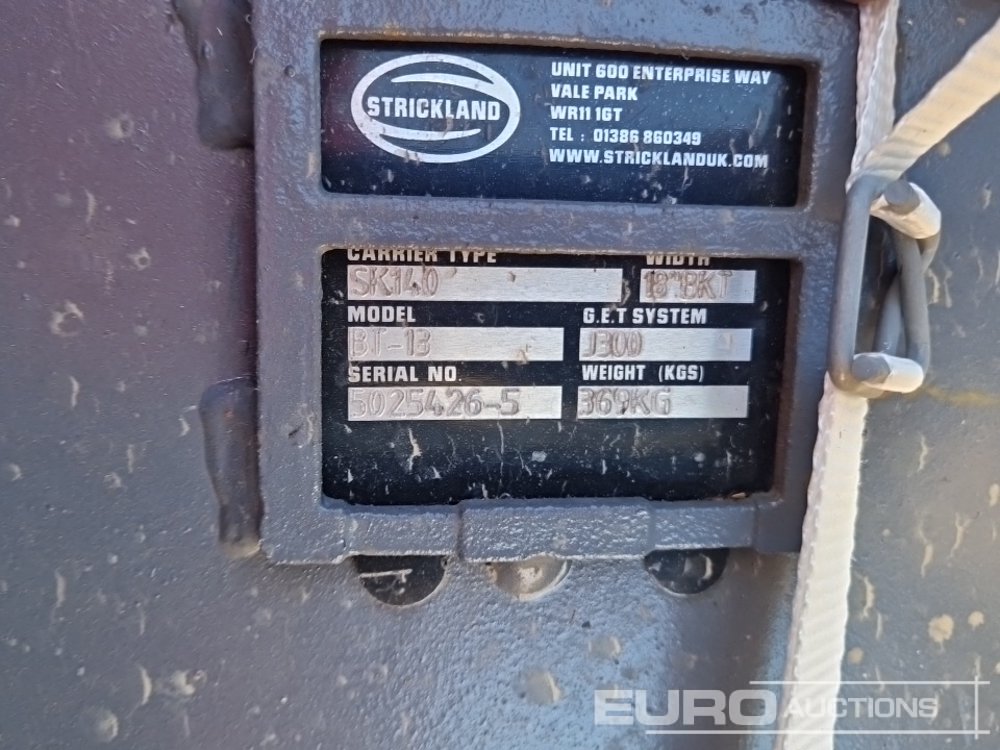 STRICKLAND
UNIT 600 ENTERPRISE WAY
VALE PARK
WR11 1GT
TEL : 01386 860349
WWW.STRICKLANDUK.COM
CARRIER TYPE WIDTH
SK140 18"BKT
MODEL G.E.T SYSTEM
BT-13 J300
SERIAL NO. WEIGHT (KGS)
5025426-5 369KG
EURO AUCTIONS